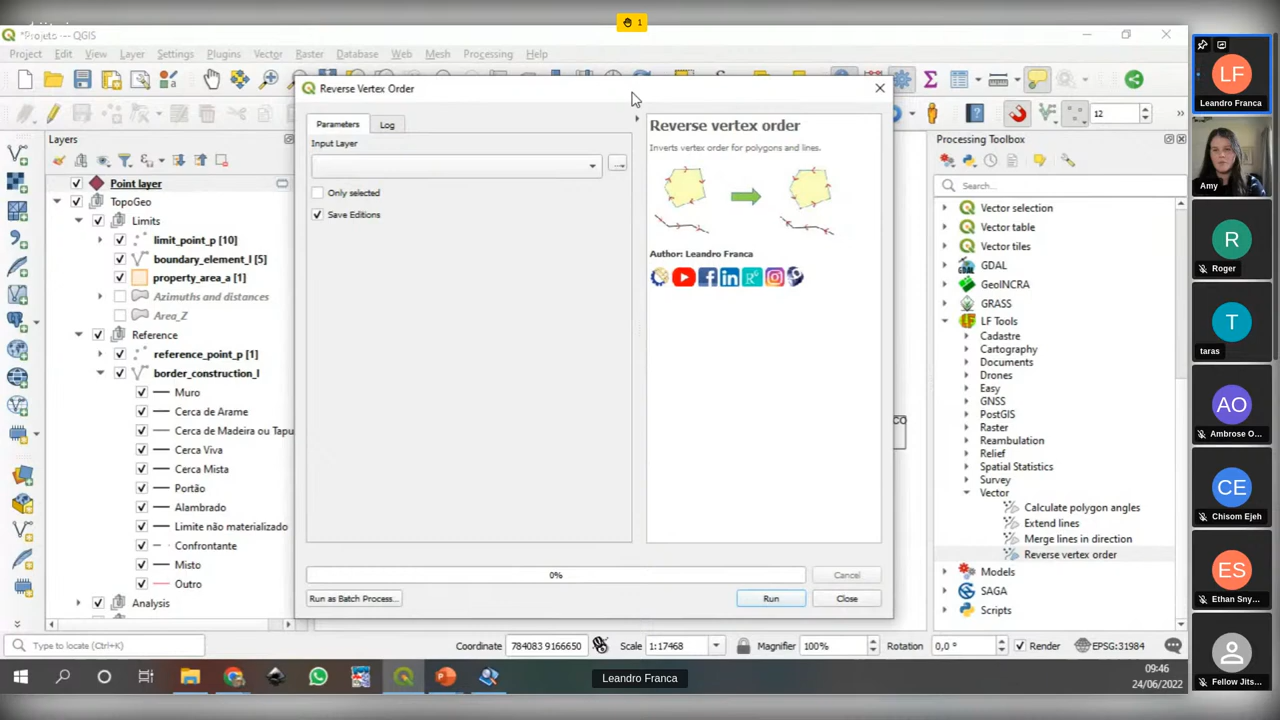 1
*Projeto — QGIS
Project Edit View Layer Settings Plugins Vector Raster Database Web Mesh Processing Help
12
Layers
Point layer
TopoGeo
Limits
limit_point_p [10]
boundary_element_l [5]
property_area_a [1]
Azimuths and distances
Area_Z
Reference
reference_point_p [1]
border_construction_l
Muro
Cerca de Arame
Cerca de Madeira ou Tapu
Cerca Viva
Cerca Mista
Portão
Alambrado
Limite não materializado
Confrontante
Misto
Outro
Analysis
Reverse Vertex Order
Parameters Log
Input Layer
Only selected
Save Editions
Reverse vertex order
Inverts vertex order for polygons and lines.
Author: Leandro Franca
0%
Cancel
Run as Batch Process...
Run
Close
CO
Processing Toolbox
Search...
Vector selection
Vector table
Vector tiles
GDAL
GeoINCRA
GRASS
LF Tools
Cadastre
Cartography
Documents
Drones
Easy
GNSS
PostGIS
Raster
Reambulation
Relief
Spatial Statistics
Survey
Vector
Calculate polygon angles
Extend lines
Merge lines in direction
Reverse vertex order
Models
SAGA
Scripts
Type to locate (Ctrl+K)
Coordinate 784083 9166650 Scale 1:17468 Magnifier 100% Rotation 0,0 ° Render EPSG:31984
09:46
24/06/2022
Leandro Franca
LF
Leandro Franca
Amy
R
Roger
T
taras
AO
Ambrose O...
CE
Chisom Ejeh
ES
Ethan Sny...
Fellow Jits...